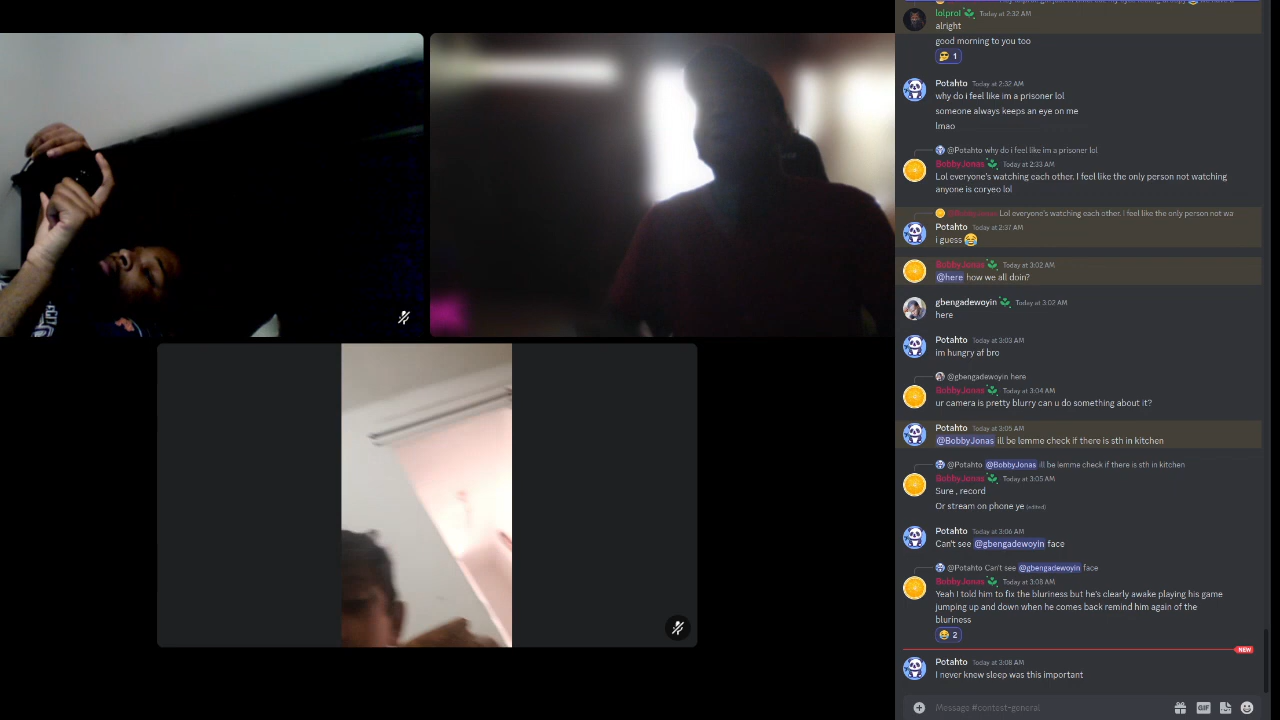 lolproi Today at 2:32 AM
alright
good morning to you too
1
Potahto Today at 2:32 AM
why do i feel like im a prisoner lol
someone always keeps an eye on me
lmao
@Potahto why do i feel like im a prisoner lol
BobbyJonas Today at 2:33 AM
Lol everyone's watching each other. I feel like the only person not watching
anyone is coryeo lol
@BobbyJonas Lol everyone's watching each other. I feel like the only person not wa
Potahto Today at 2:37 AM
i guess
BobbyJonas Today at 3:02 AM
@here how we all doin?
gbengadewoyin Today at 3:02 AM
here
Potahto Today at 3:03 AM
im hungry af bro
@gbengadewoyin here
BobbyJonas Today at 3:04 AM
ur camera is pretty blurry can u do something about it?
Potahto Today at 3:05 AM
@BobbyJonas ill be lemme check if there is sth in kitchen
@Potahto @BobbyJonas ill be lemme check if there is sth in kitchen
BobbyJonas Today at 3:05 AM
Sure , record
Or stream on phone ye (edited)
Potahto Today at 3:06 AM
Can't see @gbengadewoyin face
@Potahto Can't see @gbengadewoyin face
BobbyJonas Today at 3:08 AM
Yeah I told him to fix the bluriness but he's clearly awake playing his game
jumping up and down when he comes back remind him again of the
bluriness
2
NEW
Potahto Today at 3:08 AM
I never knew sleep was this important
Message #contest-general
GIF